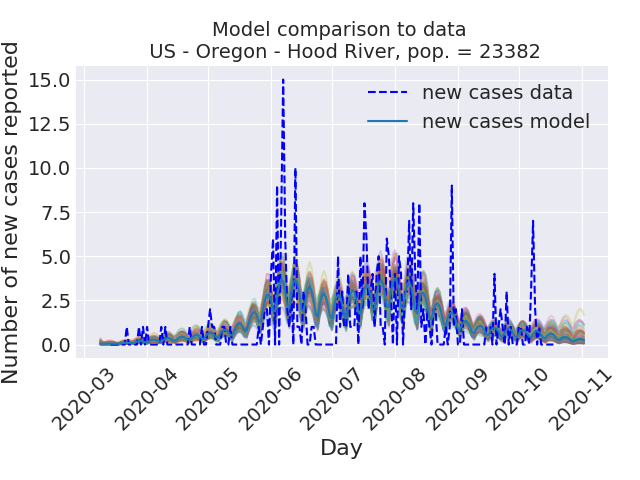 Model comparison to data
US - Oregon - Hood River, pop. = 23382
Number of new cases reported
15.0
12.5
10.0
7.5
5.0
2.5
0.0
new cases data
new cases model
2020-03
2020-04
2020-05
2020-06
2020-07
2020-08
2020-09
2020-10
2020-11
Day